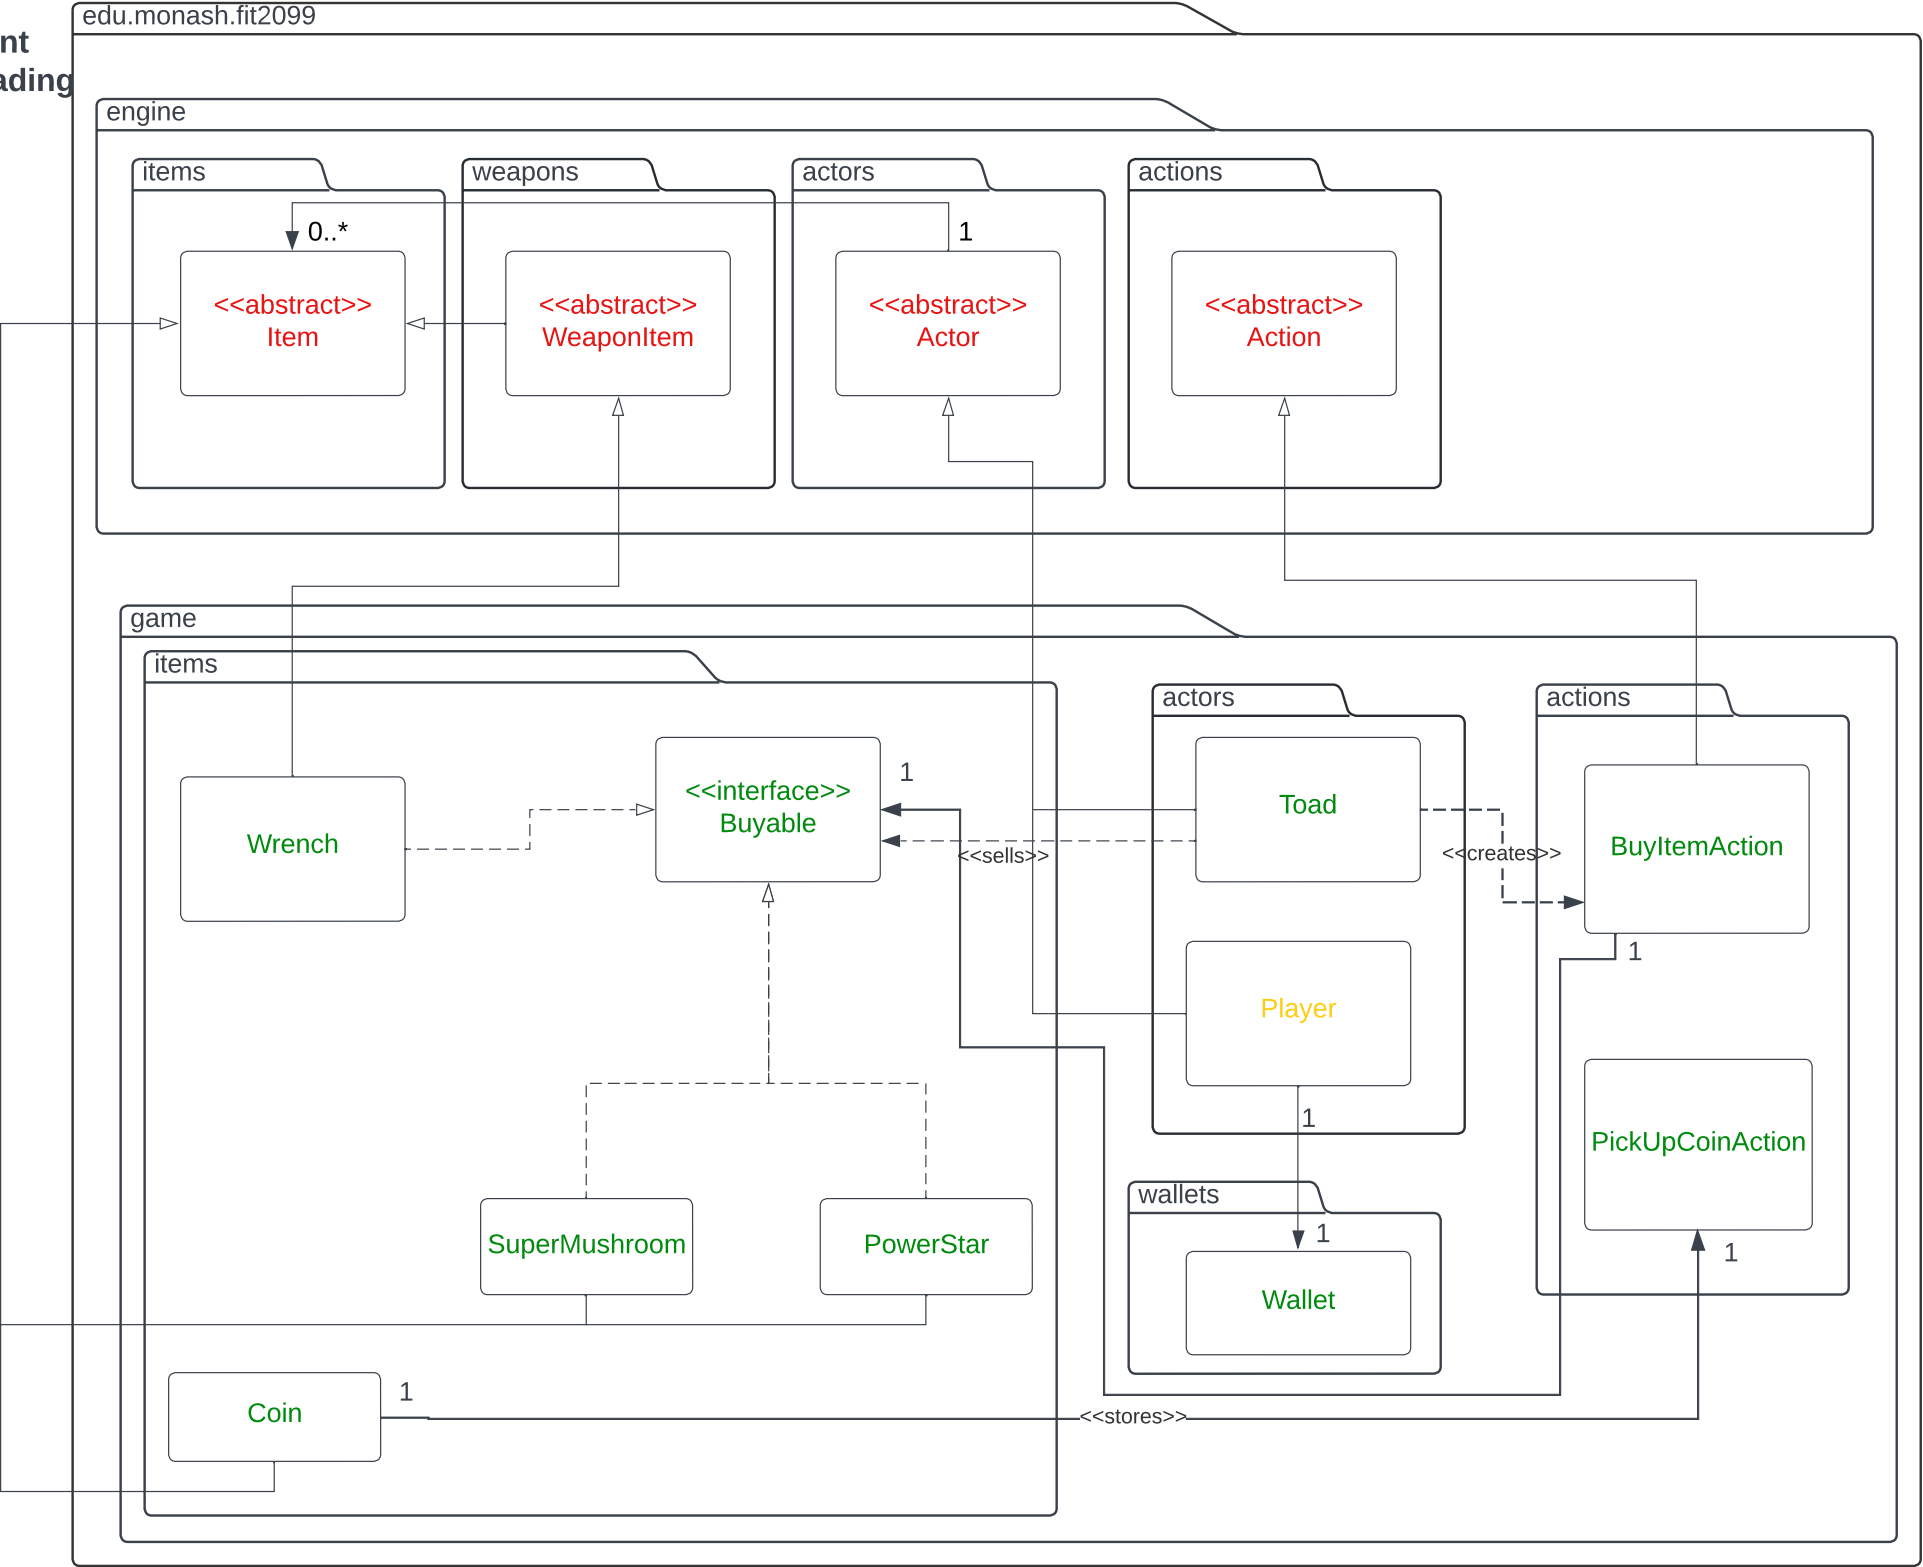 edu.monash.fit2099
nt
ading
engine
items
weapons
actors
actions
0..*
1
<<abstract>>
Item
<<abstract>>
WeaponItem
<<abstract>>
Actor
<<abstract>>
Action
game
items
actors
actions
<<interface>>
Buyable
1
Toad
Wrench
<<sells>>
<<creates>>
BuyItemAction
1
Player
1
PickUpCoinAction
wallets
1
1
SuperMushroom
PowerStar
Wallet
Coin
1
<<stores>>